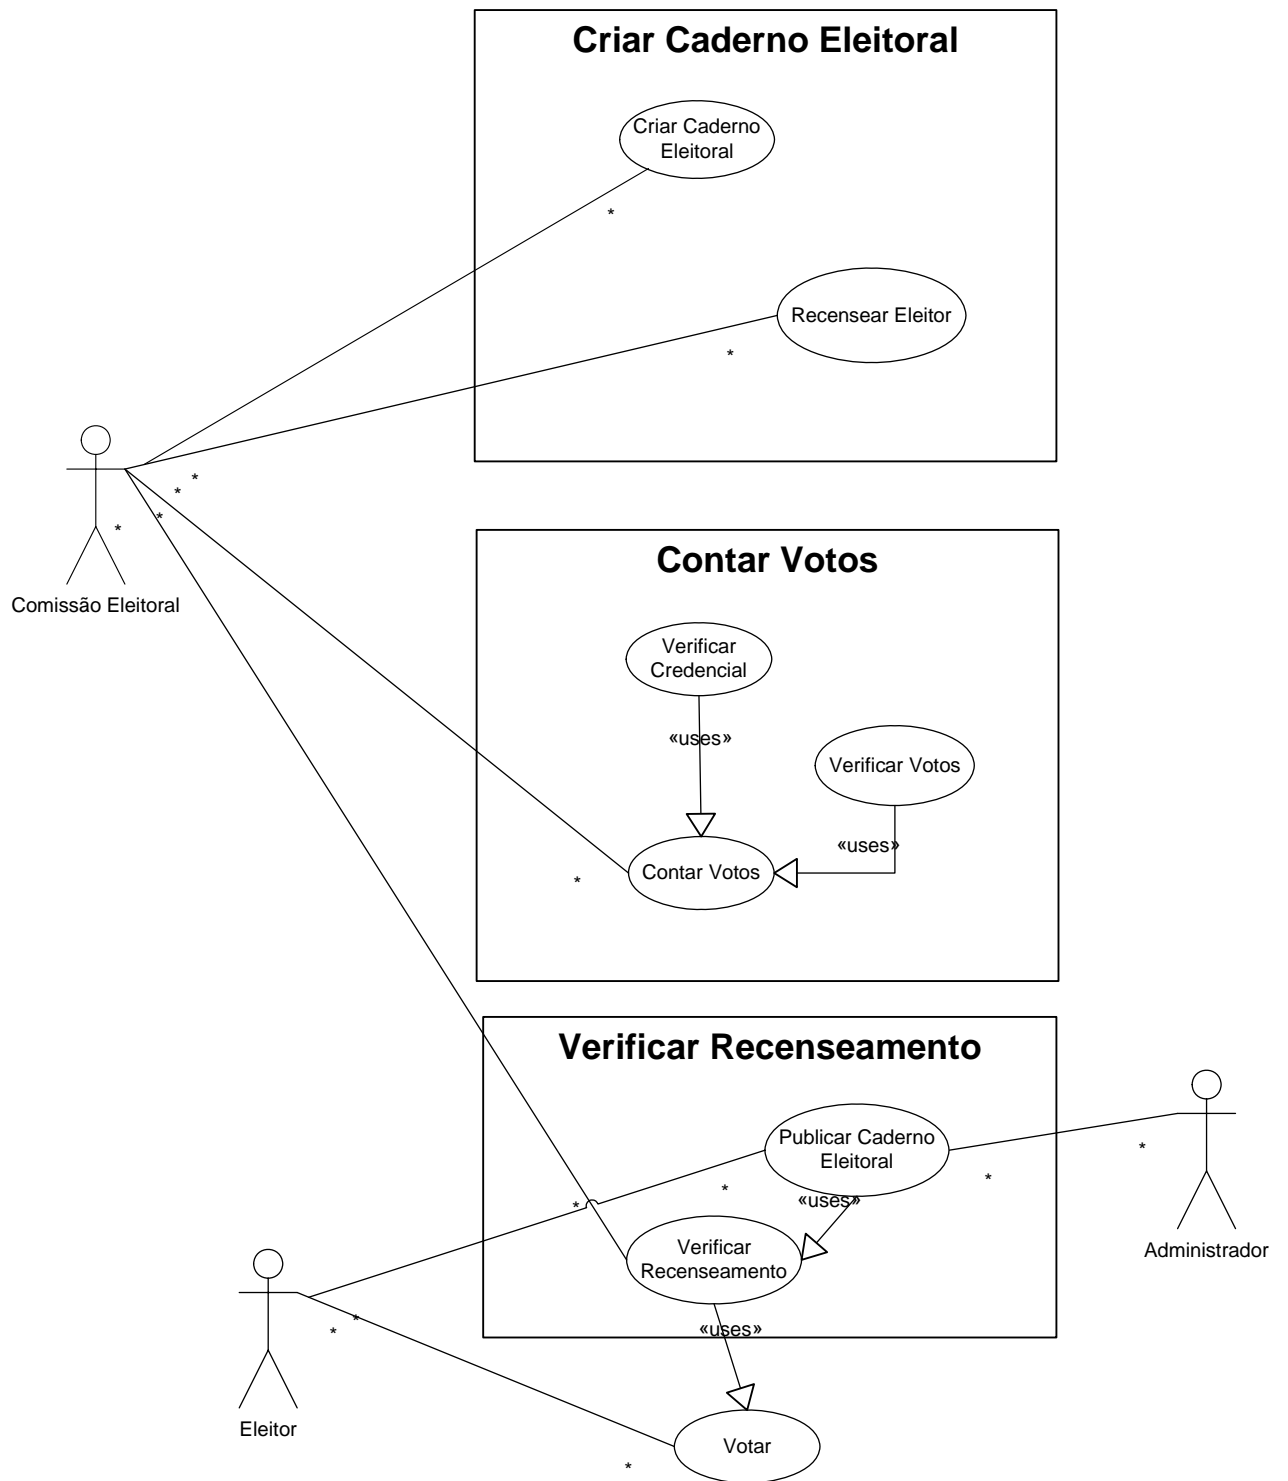 Criar Caderno Eleitoral
Criar Caderno
Eleitoral
*
Recensear Eleitor
*
*
*
*
*
Comissão Eleitoral
Contar Votos
Verificar
Credencial
«uses»
Verificar Votos
«uses»
Contar Votos
*
Verificar Recenseamento
Publicar Caderno
Eleitoral
*
*
*
*
«uses»
Verificar
Recenseamento
Administrador
«uses»
*
*
Eleitor
Votar
*